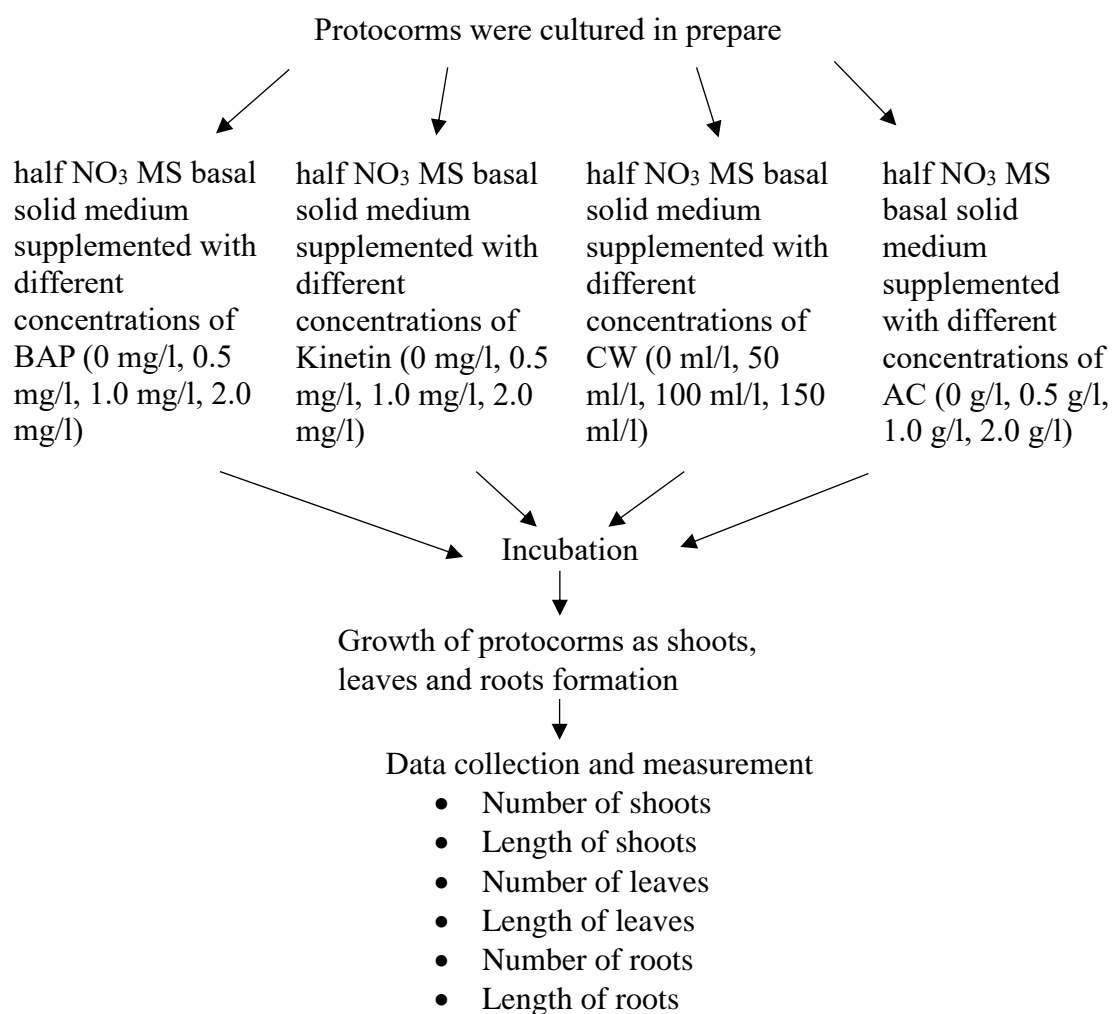 Protocorms were cultured in prepare
half NO₃ MS basal
solid medium
supplemented with
different
concentrations of
BAP (0 mg/l, 0.5
mg/l, 1.0 mg/l, 2.0
mg/l)
half NO₃ MS basal
solid medium
supplemented with
different
concentrations of
Kinetin (0 mg/l, 0.5
mg/l, 1.0 mg/l, 2.0
mg/l)
half NO₃ MS basal
solid medium
supplemented with
different
concentrations of
CW (0 ml/l, 50
ml/l, 100 ml/l, 150
ml/l)
half NO₃ MS
basal solid
medium
supplemented
with different
concentrations of
AC (0 g/l, 0.5 g/l,
1.0 g/l, 2.0 g/l)
Incubation
Growth of protocorms as shoots,
leaves and roots formation
Data collection and measurement
• Number of shoots
• Length of shoots
• Number of leaves
• Length of leaves
• Number of roots
• Length of roots